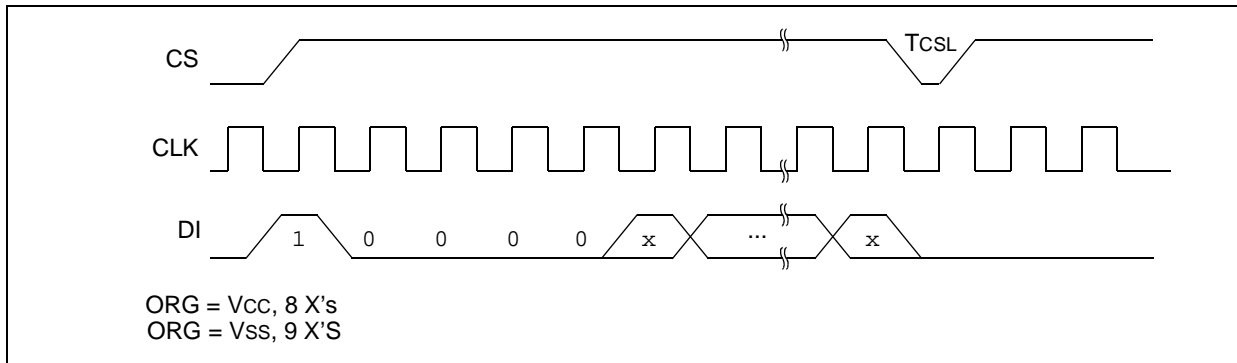 CS
TCSL
CLK
DI
1 0 0 0 0 x ... x
ORG = VCC, 8 X's
ORG = VSS, 9 X'S